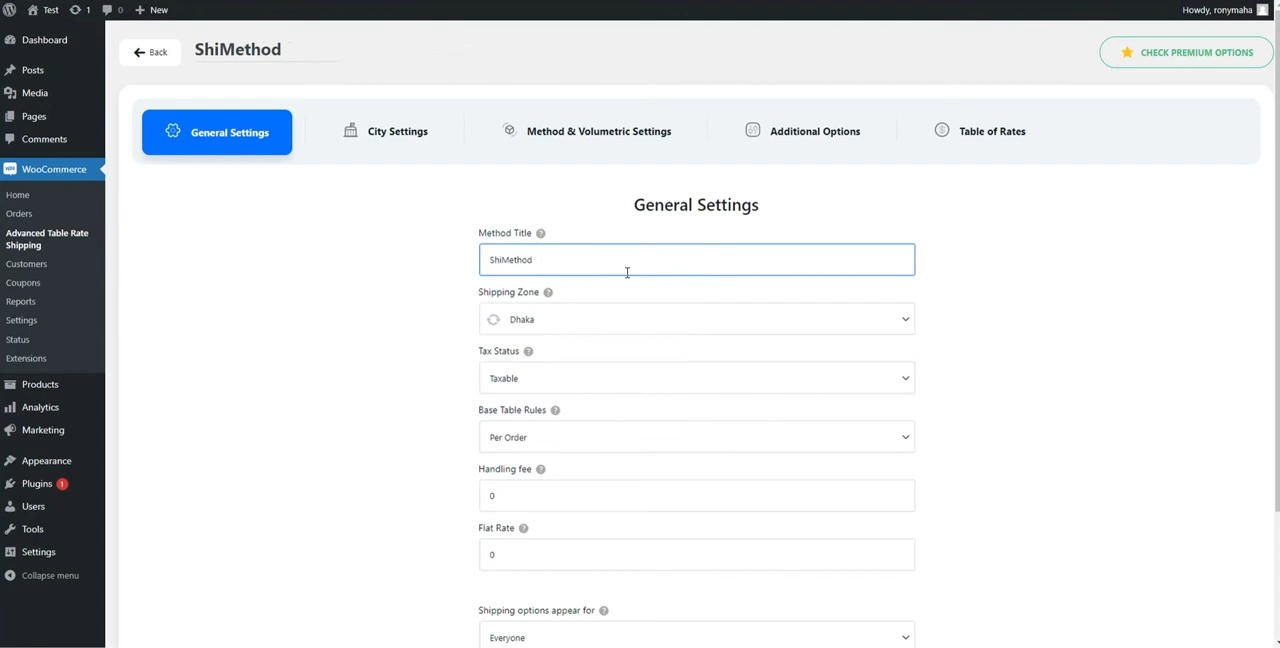 Test 1 0 New Howdy, ronymaha
Dashboard
Posts
Media
Pages
Comments
WooCommerce
Home
Orders
Advanced Table Rate
Shipping
Customers
Coupons
Reports
Settings
Status
Extensions
Products
Analytics
Marketing
Appearance
Plugins 1
Users
Tools
Settings
Collapse menu
Back ShiMethod CHECK PREMIUM OPTIONS
General Settings City Settings Method & Volumetric Settings Additional Options Table of Rates
General Settings
Method Title ?
ShiMethod
Shipping Zone ?
Dhaka
Tax Status ?
Taxable
Base Table Rules ?
Per Order
Handling fee ?
0
Flat Rate ?
0
Shipping options appear for ?
Everyone